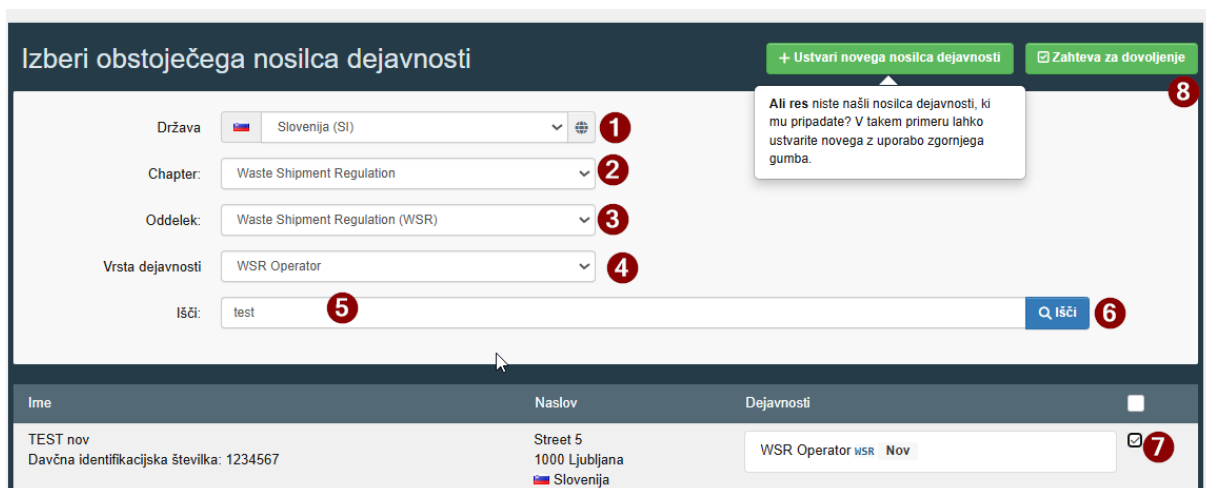 Izberi obstoječega nosilca dejavnosti
+ Ustvari novega nosilca dejavnosti
Zahteva za dovoljenje
8
Ali res niste našli nosilca dejavnosti, ki
mu pripadate? V takem primeru lahko
ustvarite novega z uporabo zgornjega
gumba.
Država Slovenija (SI) 1
Chapter: Waste Shipment Regulation 2
Oddelek: Waste Shipment Regulation (WSR) 3
Vrsta dejavnosti WSR Operator 4
Išči: test 5 Išči 6
Ime Naslov Dejavnosti
TEST nov Street 5 WSR Operator WSR Nov 7
Davčna identifikacijska številka: 1234567 1000 Ljubljana
Slovenija